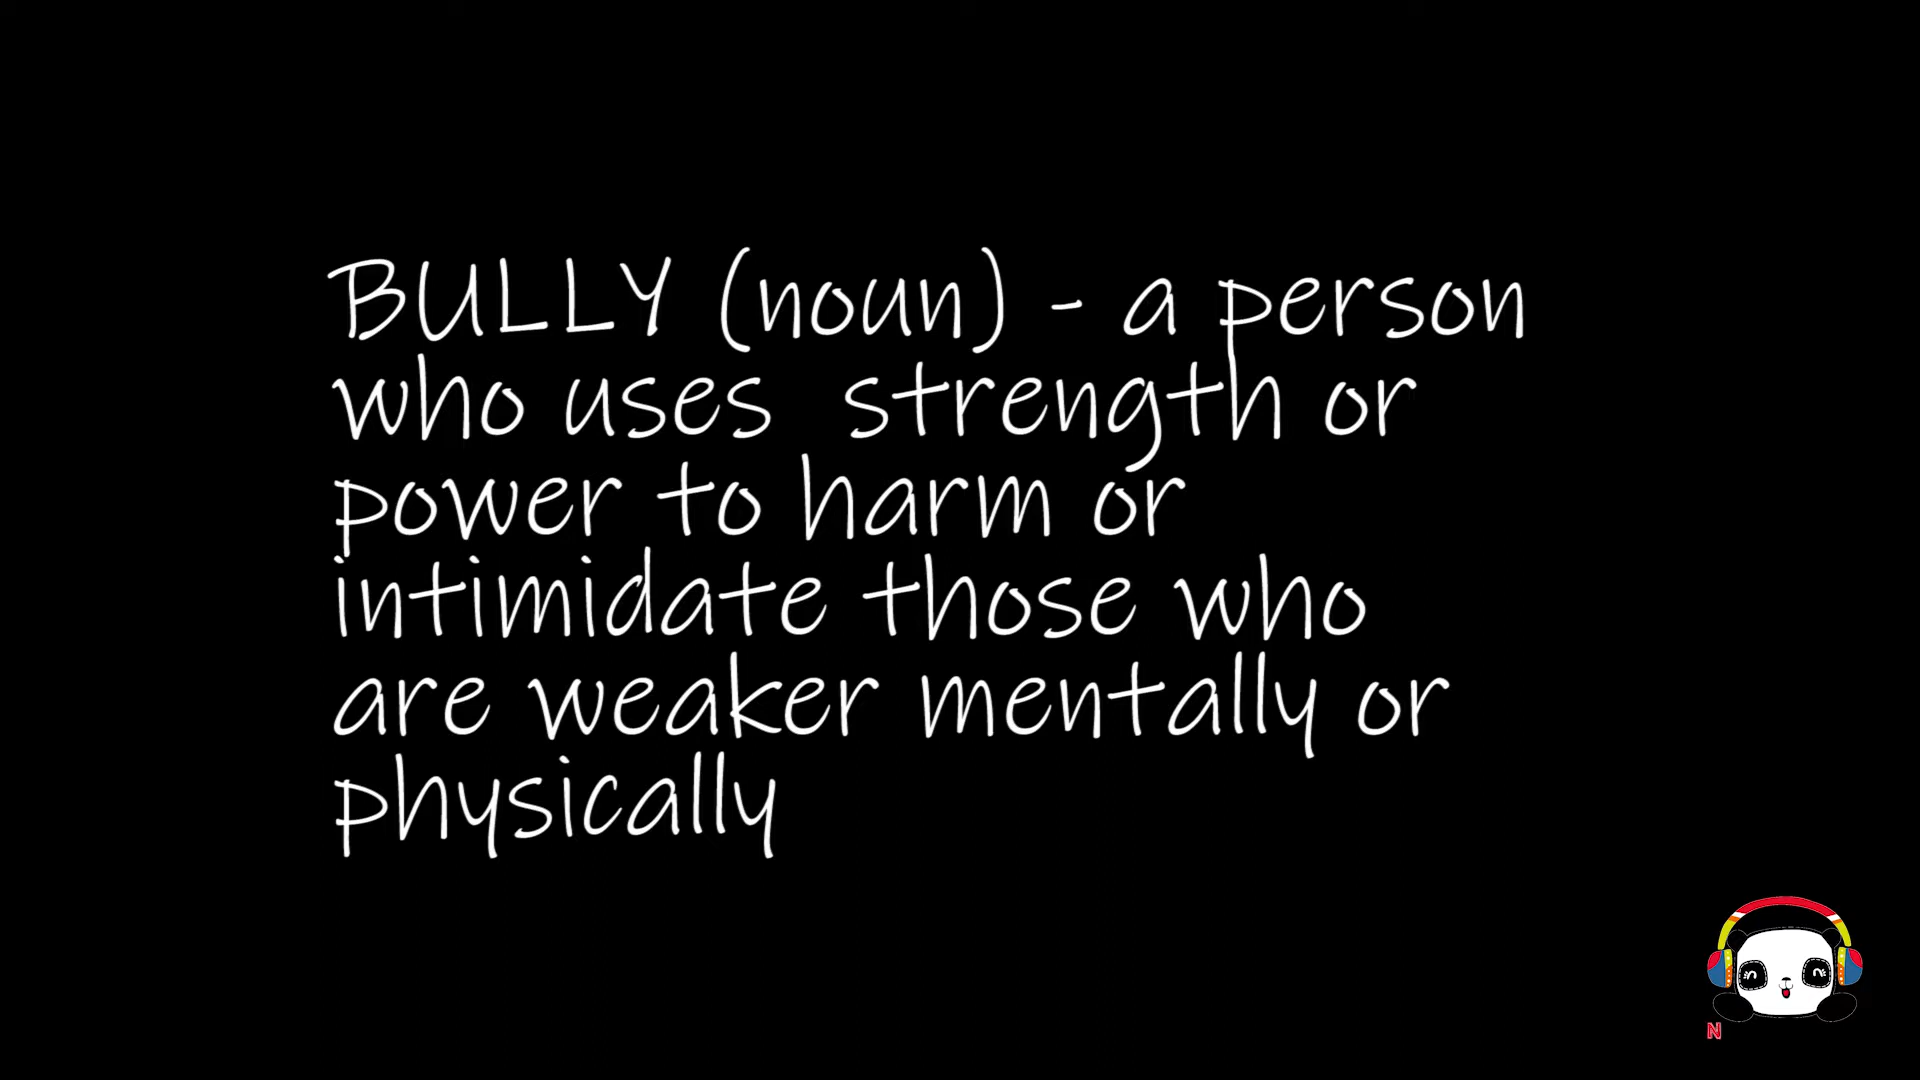 BULLY (noun) - a person
who uses strength or
power to harm or
intimidate those who
are weaker mentally or
physically
N